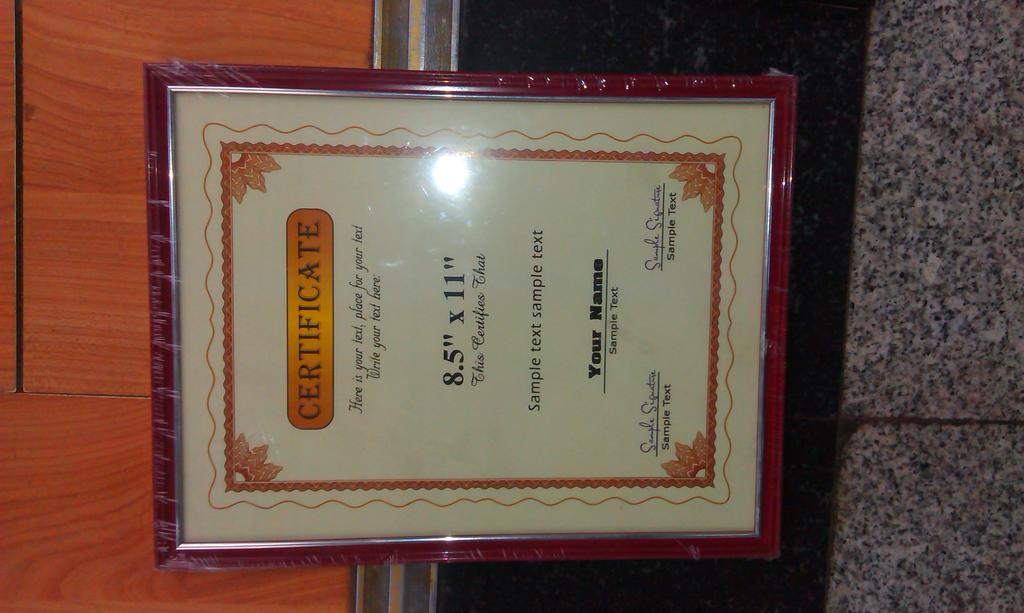 CERTIFICATE
Here is your text, place for your text
Write your text here:
8.5" x 11"
This Certifies That
Sample text sample text
Your Name
Sample Text
Sample Signature
Sample Text
Sample Signature
Sample Text